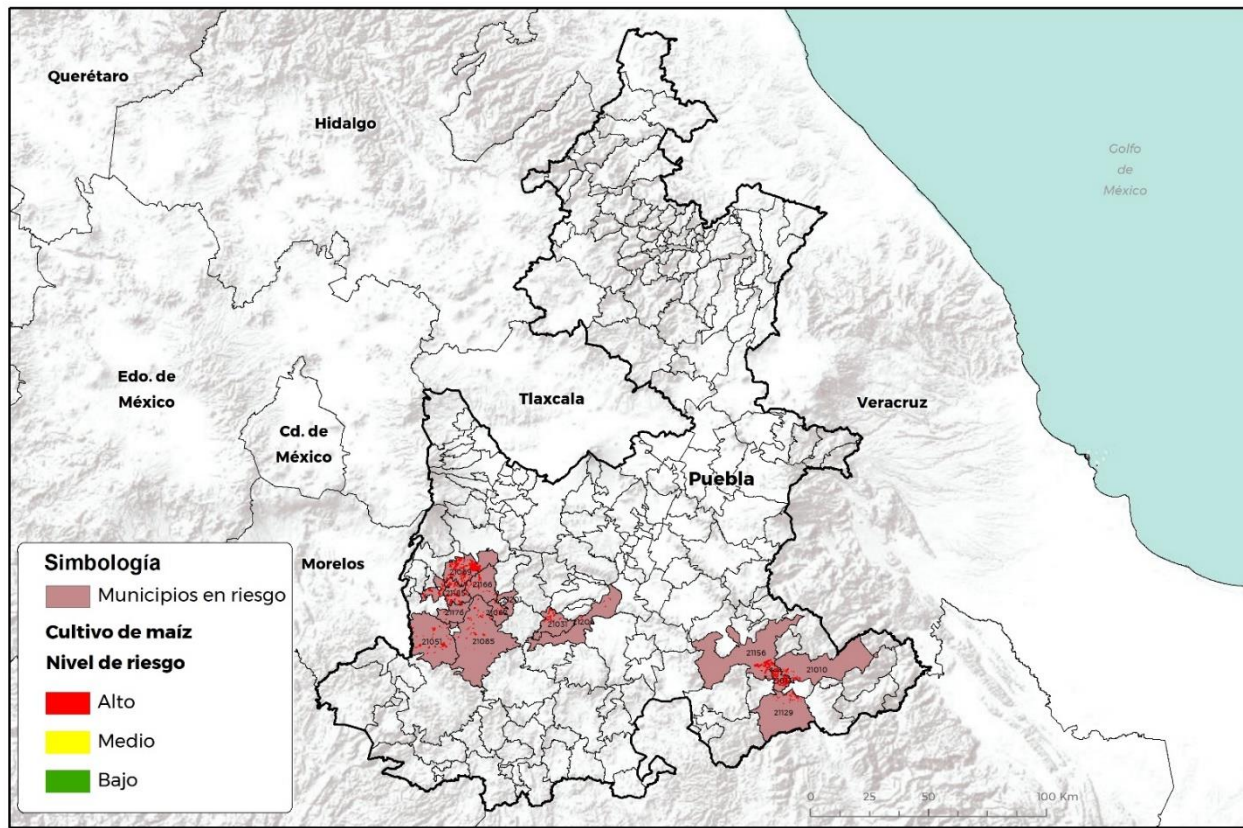 Querétaro
Hidalgo
Golfo
de
México
Edo. de
México
Tlaxcala
Veracruz
Cd. de
México
Puebla
Morelos
21069
21166
21185
21176
21051
21085
21031
21156
21010
21129
Simbología
Municipios en riesgo
Cultivo de maíz
Nivel de riesgo
Alto
Medio
Bajo
0 25 50 100 Km